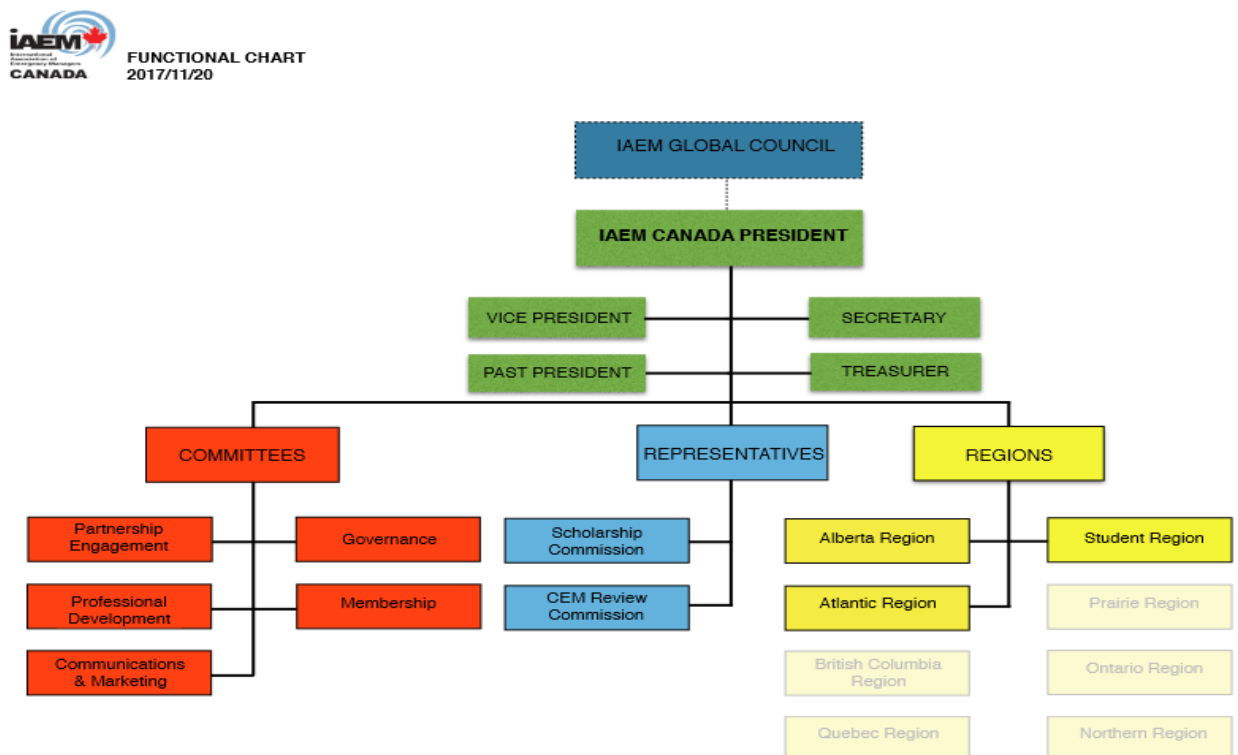 iAEM
International
Association of
Emergency Managers
CANADA
FUNCTIONAL CHART
2017/11/20
IAEM GLOBAL COUNCIL
IAEM CANADA PRESIDENT
VICE PRESIDENT
SECRETARY
PAST PRESIDENT
TREASURER
COMMITTEES
REPRESENTATIVES
REGIONS
Partnership
Engagement
Governance
Professional
Development
Membership
Communications
& Marketing
Scholarship
Commission
CEM Review
Commission
Alberta Region
Student Region
Atlantic Region
Prairie Region
British Columbia
Region
Ontario Region
Quebec Region
Northern Region